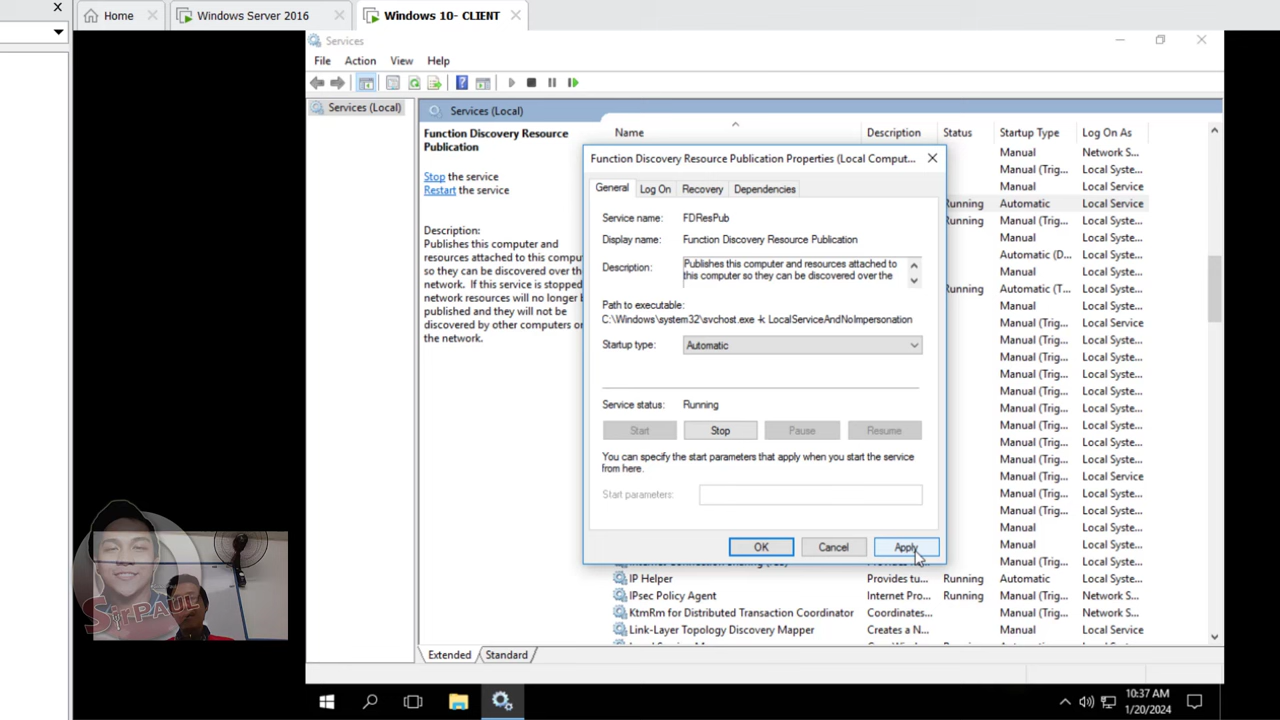 Home
Windows Server 2016
Windows 10- CLIENT
Services
File Action View Help
Services (Local)
Services (Local)
Function Discovery Resource
Publication
Stop the service
Restart the service
Description:
Publishes this computer and
resources attached to this compu
so they can be discovered over the
network. If this service is stopped
network resources will no longer b
published and they will not be
discovered by other computers or
the network.
Name Description Status Startup Type Log On As
Manual Network S...
Manual (Trig... Local Syste...
Manual Local Service
Running Automatic Local Service
Running Manual (Trig... Local Syste...
Manual Local Syste...
Automatic (D... Local Syste...
Manual Local Syste...
Running Automatic (T... Local Syste...
Manual Local Syste...
Manual (Trig... Local Service
Manual (Trig... Local Syste...
Manual (Trig... Local Syste...
Manual (Trig... Local Syste...
Manual (Trig... Local Syste...
Manual (Trig... Local Syste...
Manual (Trig... Local Syste...
Manual (Trig... Local Syste...
Manual (Trig... Local Syste...
Manual (Trig... Local Service
Manual (Trig... Local Syste...
Manual (Trig... Local Syste...
Manual Local Syste...
Manual Local Syste...
Manual (Trig... Local Syste...
IP Helper Provides tu... Running Automatic Local Syste...
IPsec Policy Agent Internet Pro... Running Manual (Trig... Network S...
KtmRm for Distributed Transaction Coordinator Coordinates... Manual (Trig... Network S...
Link-Layer Topology Discovery Mapper Creates a N... Manual Local Service
Function Discovery Resource Publication Properties (Local Comput...
General Log On Recovery Dependencies
Service name: FDResPub
Display name: Function Discovery Resource Publication
Description: Publishes this computer and resources attached to
this computer so they can be discovered over the
Path to executable:
C:\Windows\system32\svchost.exe -k LocalServiceAndNoImpersonation
Startup type: Automatic
Service status: Running
Start Stop Pause Resume
You can specify the start parameters that apply when you start the service
from here.
Start parameters:
OK Cancel Apply
Extended Standard
SirPAUL
10:37 AM
1/20/2024